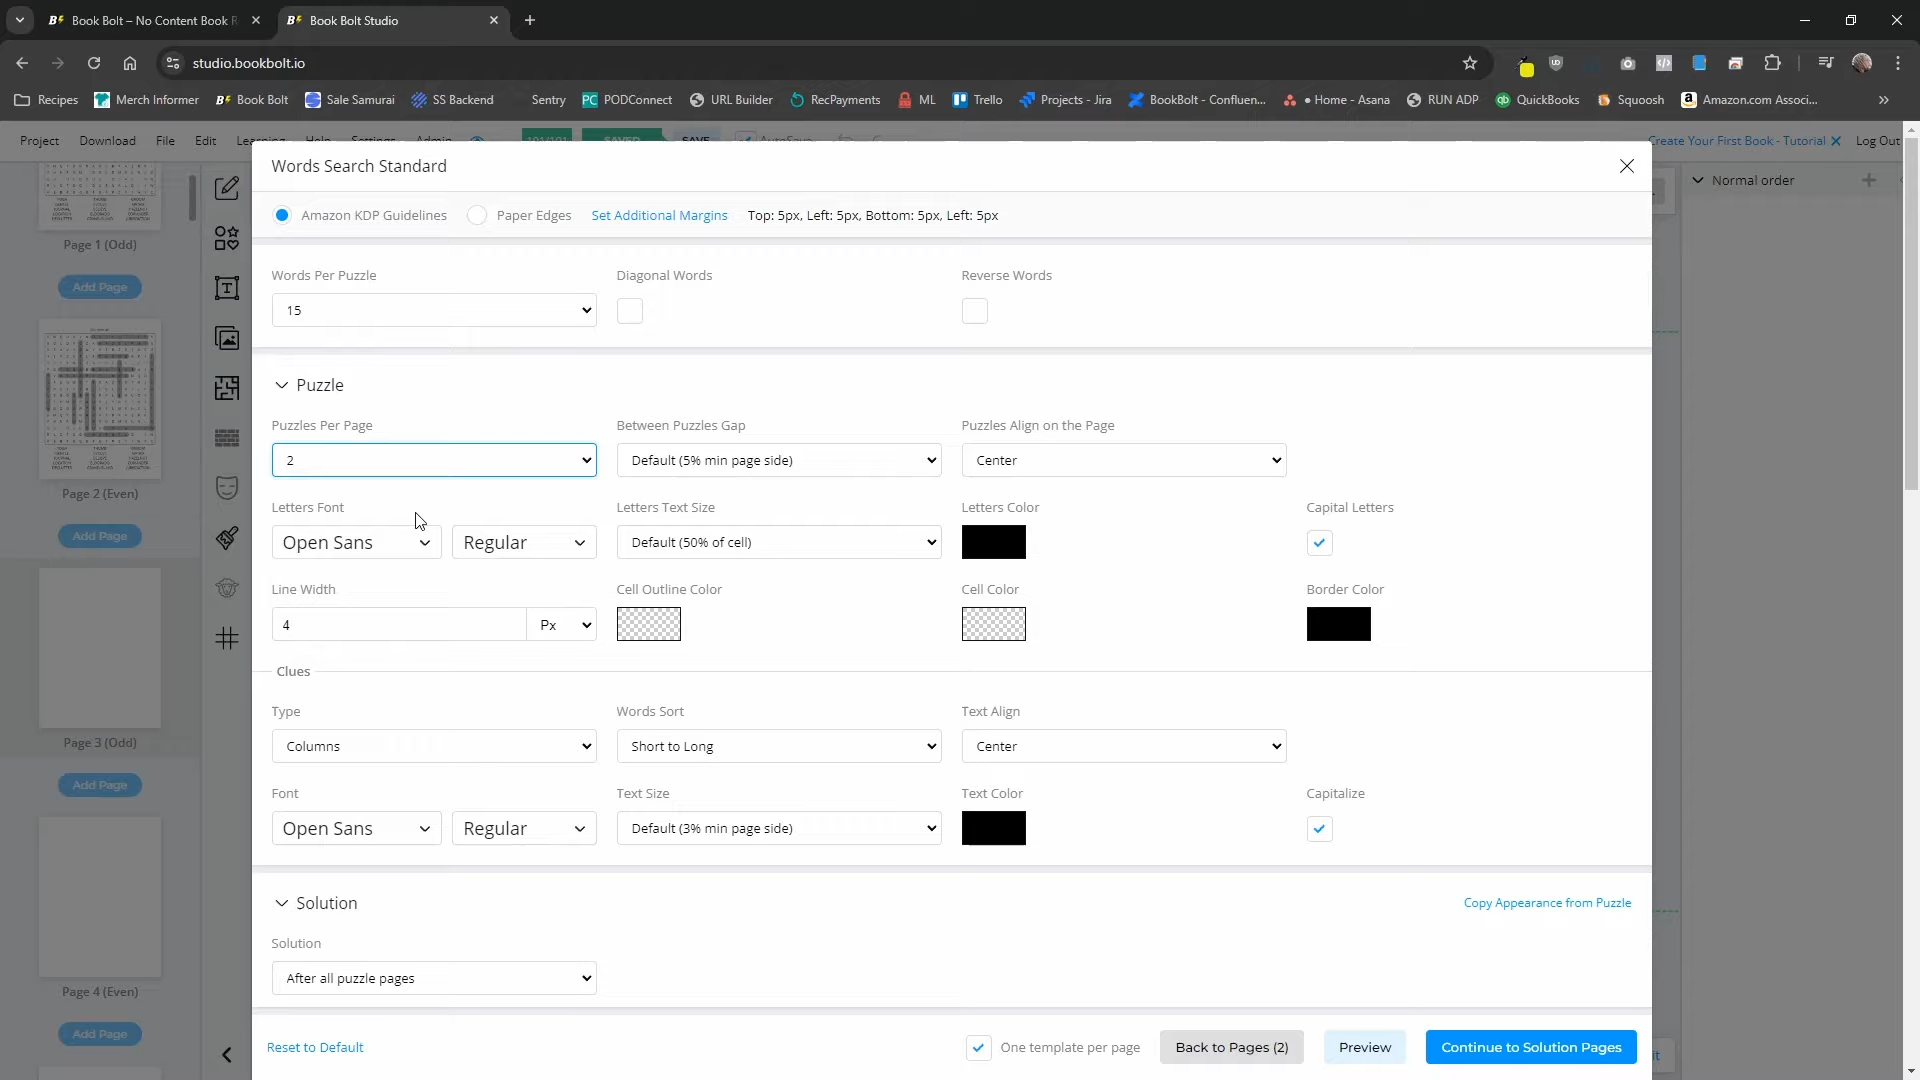 Book Bolt – No Content Book R
Book Bolt Studio
studio.bookbolt.io
Recipes
Merch Informer
Book Bolt
Sale Samurai
SS Backend
Sentry
PODConnect
URL Builder
RecPayments
ML
Trello
Projects - Jira
BookBolt - Confluen...
• Home - Asana
RUN ADP
QuickBooks
Squoosh
Amazon.com Associ...
Project
Download
File
Edit
Learning
Help
Settings
Admin
SAVED
SAVE
AutoSave
Create Your First Book - Tutorial
Log Out
Words Search Standard
Amazon KDP Guidelines
Paper Edges
Set Additional Margins
Top: 5px, Left: 5px, Bottom: 5px, Left: 5px
Words Per Puzzle
15
Diagonal Words
Reverse Words
Puzzle
Puzzles Per Page
2
Between Puzzles Gap
Default (5% min page side)
Puzzles Align on the Page
Center
Letters Font
Open Sans
Regular
Letters Text Size
Default (50% of cell)
Letters Color
Capital Letters
Line Width
4
Px
Cell Outline Color
Cell Color
Border Color
Clues
Type
Columns
Words Sort
Short to Long
Text Align
Center
Font
Open Sans
Regular
Text Size
Default (3% min page side)
Text Color
Capitalize
Solution
Copy Appearance from Puzzle
Solution
After all puzzle pages
Reset to Default
One template per page
Back to Pages (2)
Preview
Continue to Solution Pages
Page 1 (Odd)
Add Page
Page 2 (Even)
Add Page
Page 3 (Odd)
Add Page
Page 4 (Even)
Add Page
Normal order